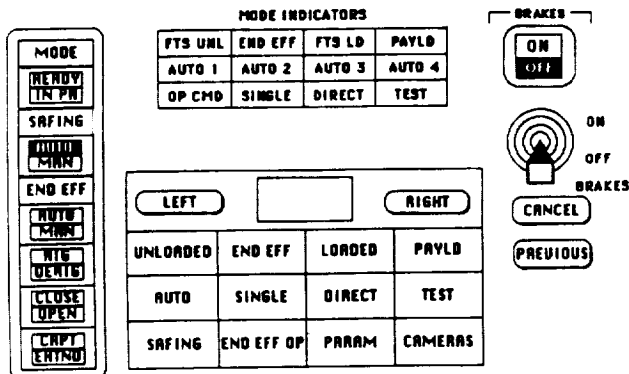 MODE INDICATORS
FTS UNL END EFF FTS LD PAYLD
AUTO 1 AUTO 2 AUTO 3 AUTO 4
OP CMD SINGLE DIRECT TEST
BRAKES
ON
OFF
ON
OFF
BRAKES
CANCEL
PREVIOUS
MODE
READY
SAFING
AUTO
MAN
END EFF
AUTO
MAN
RIG
DERIG
CLOSE
OPEN
CAPT
EXTND
LEFT RIGHT
UNLOADED END EFF LOADED PAYLD
AUTO SINGLE DIRECT TEST
SAFING END EFF OP PARAM CAMERAS